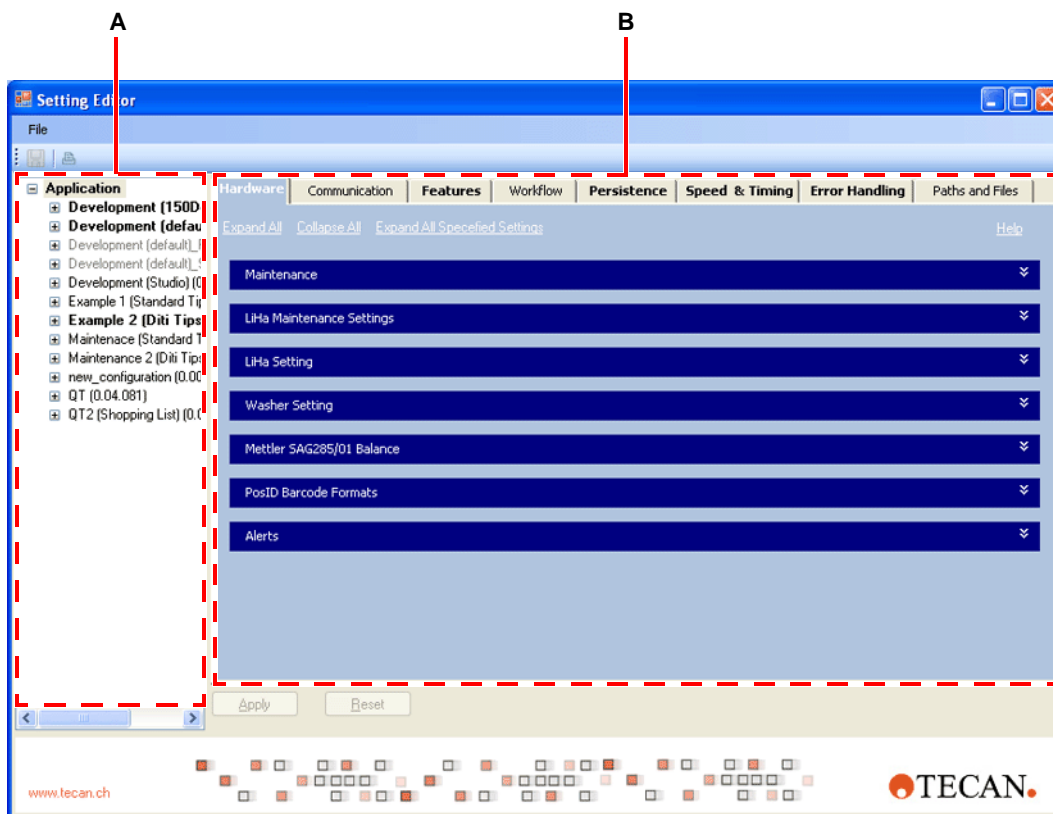 A B
Setting Editor
File
Application
Development (150D
Development (defau
Development (default)_
Development (default)_
Development (Studio) (0
Example 1 (Standard Tip
Example 2 (Diti Tips
Maintenace (Standard T
Maintenance 2 (Diti Tips
new_configuration (0.00
QT (0.04.081)
QT2 (Shopping List) (0.0
Hardware Communication Features Workflow Persistence Speed & Timing Error Handling Paths and Files
Expand All Collapse All Expand All Specefied Settings Help
Maintenance
LiHa Maintenance Settings
LiHa Setting
Washer Setting
Mettler SAG285/01 Balance
PosID Barcode Formats
Alerts
Apply Reset
www.tecan.ch TECAN.